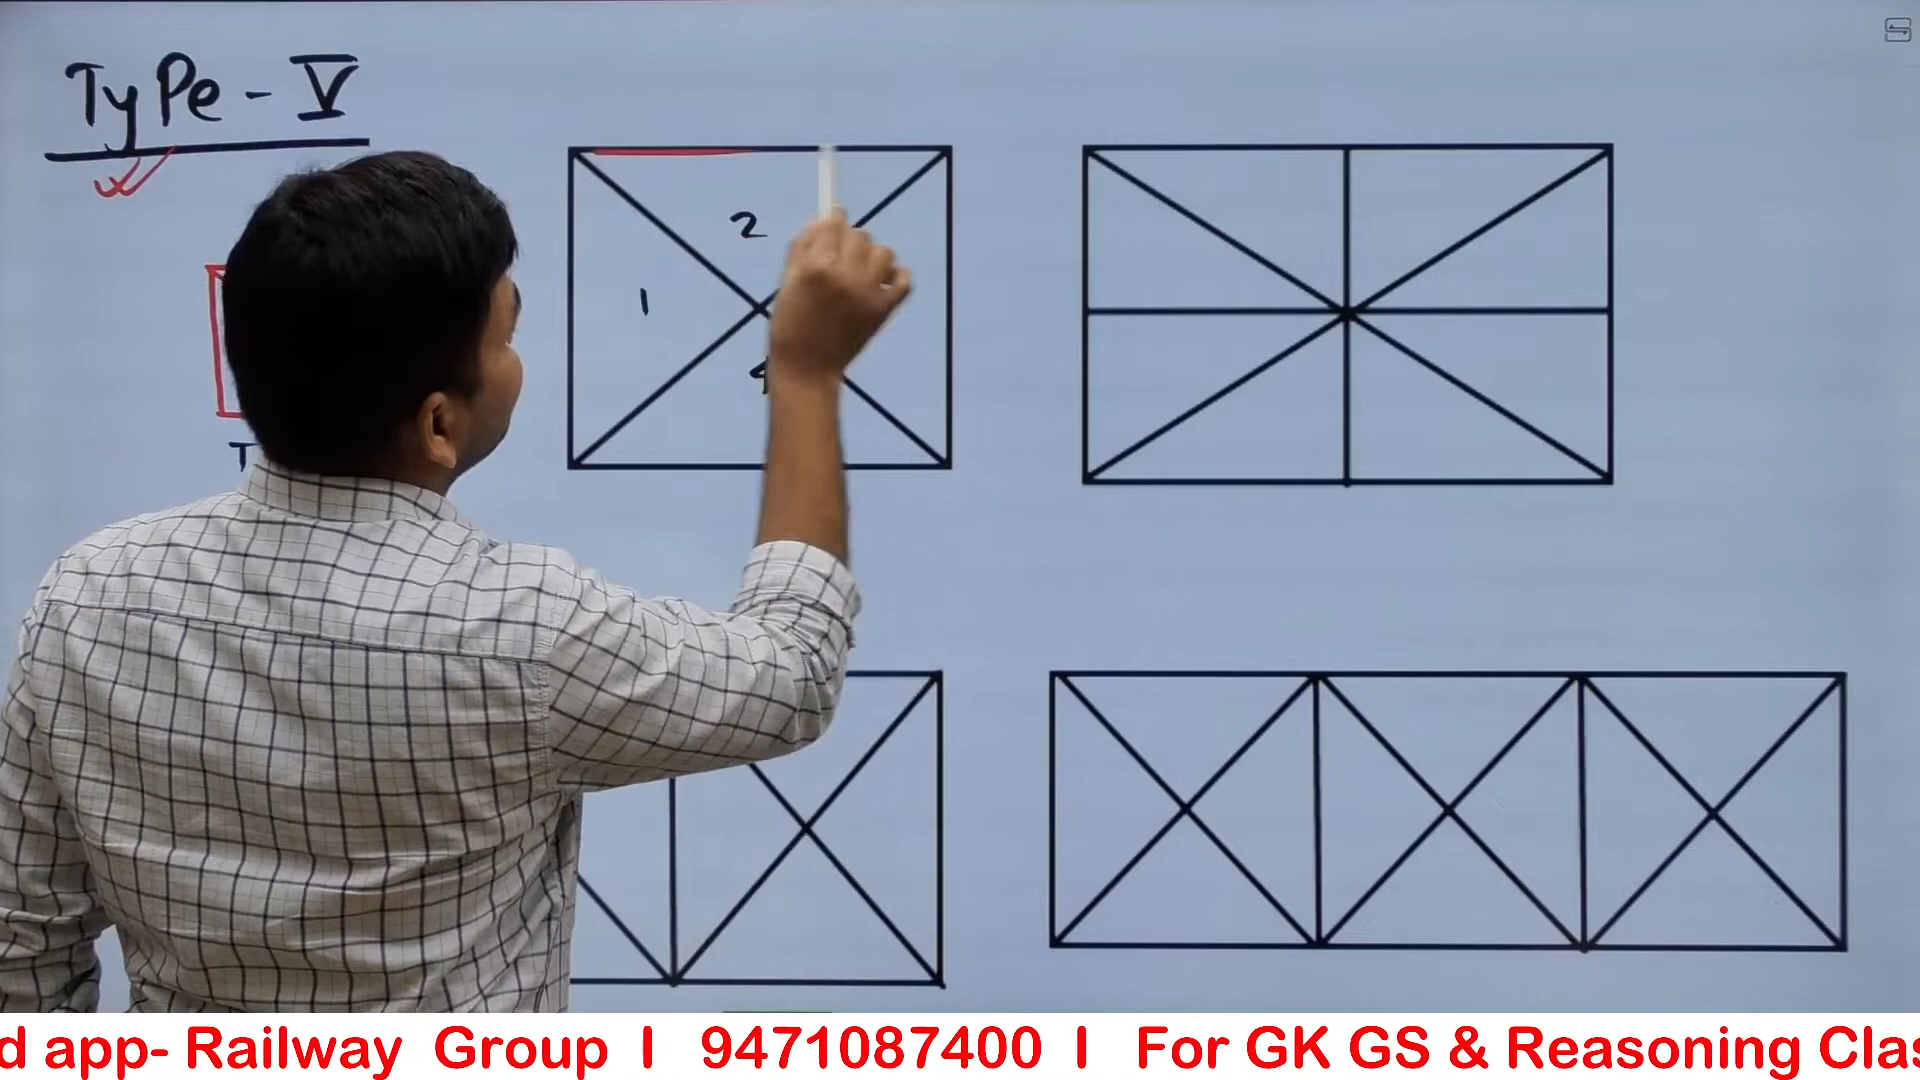 Type - V
2
1
4
T
d app- Railway Group I 9471087400 I For GK GS & Reasoning Clas